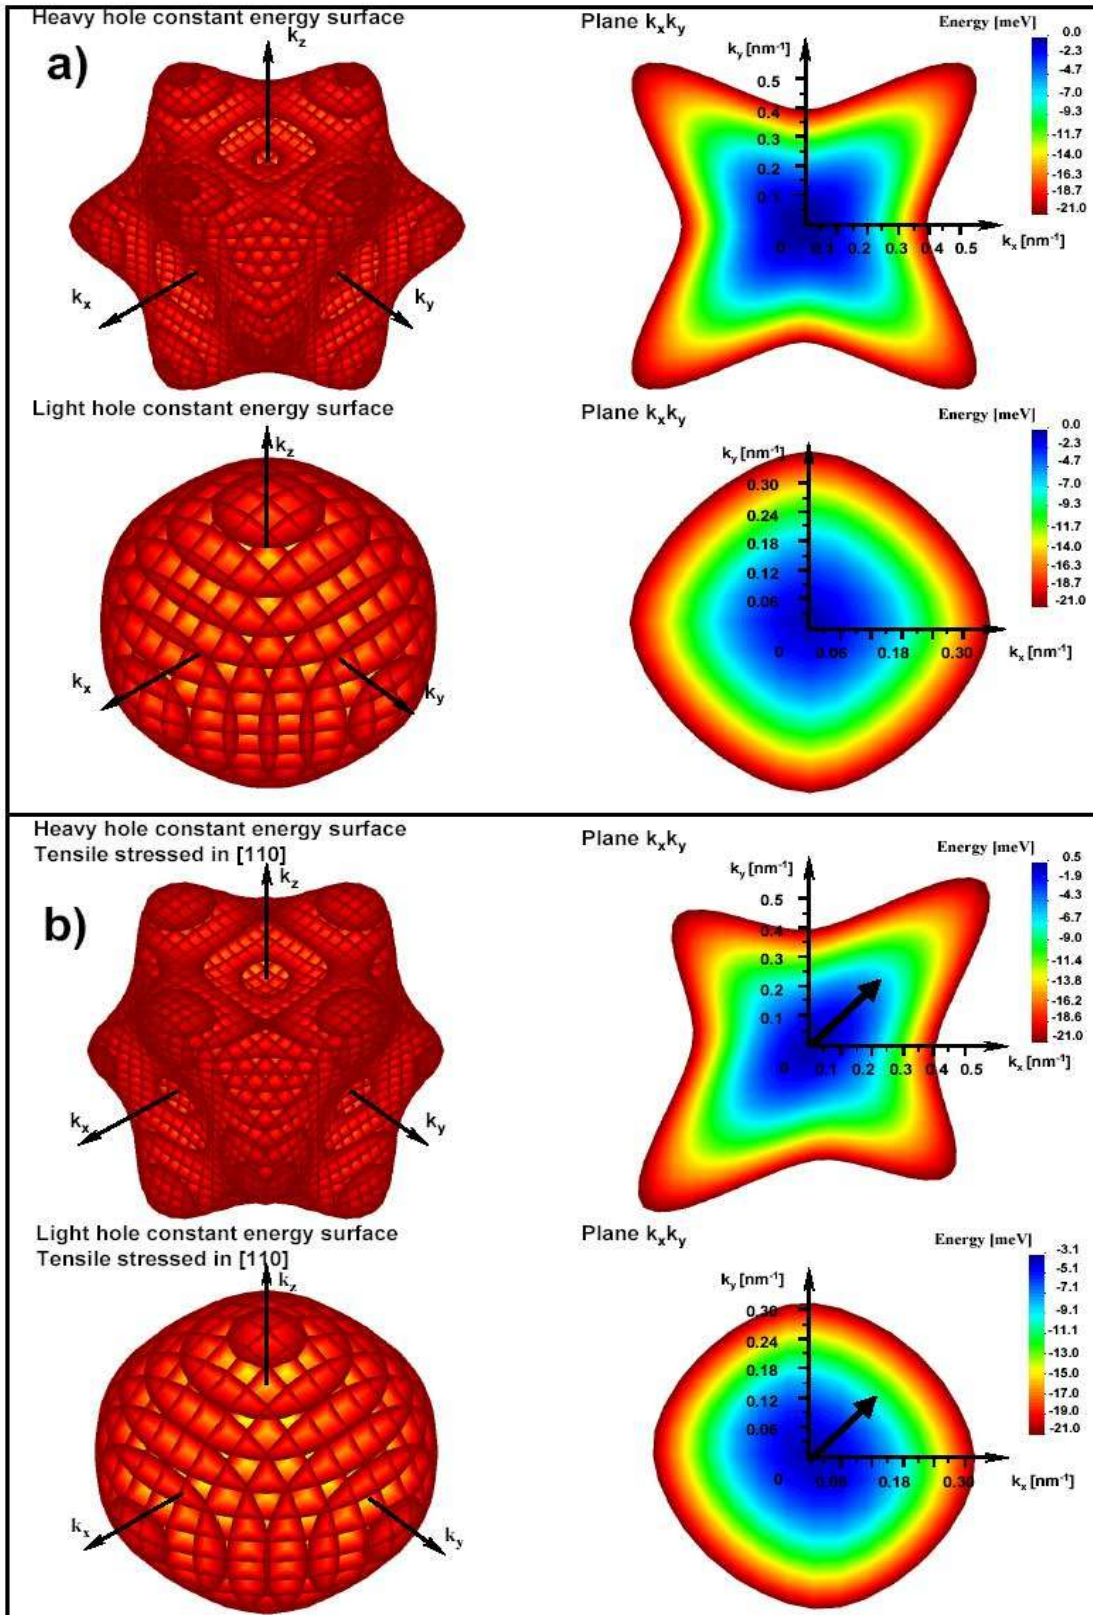 Heavy hole constant energy surface
a)
k_z
k_x
k_y
Plane k_xk_y
Energy [meV]
k_y [nm⁻¹]
0.5
0.4
0.3
0.2
0.1
0 0.1 0.2 0.3 0.4 0.5
k_x [nm⁻¹]
0.0
-2.3
-4.7
-7.0
-9.3
-11.7
-14.0
-16.3
-18.7
-21.0
Light hole constant energy surface
k_z
k_x
k_y
Plane k_xk_y
Energy [meV]
k_y [nm⁻¹]
0.30
0.24
0.18
0.12
0.06
0 0.06 0.18 0.30
k_x [nm⁻¹]
0.0
-2.3
-4.7
-7.0
-9.3
-11.7
-14.0
-16.3
-18.7
-21.0
Heavy hole constant energy surface
Tensile stressed in [110]
b)
k_z
k_x
k_y
Plane k_xk_y
Energy [meV]
k_y [nm⁻¹]
0.5
0.4
0.3
0.2
0.1
0 0.1 0.2 0.3 0.4 0.5
k_x [nm⁻¹]
0.5
-1.9
-4.3
-6.7
-9.0
-11.4
-13.8
-16.2
-18.6
-21.0
Light hole constant energy surface
Tensile stressed in [110]
k_z
k_x
k_y
Plane k_xk_y
Energy [meV]
k_y [nm⁻¹]
0.30
0.24
0.18
0.12
0.06
0 0.06 0.18 0.30
k_x [nm⁻¹]
-3.1
-5.1
-7.1
-9.1
-11.1
-13.0
-15.0
-17.0
-19.0
-21.0